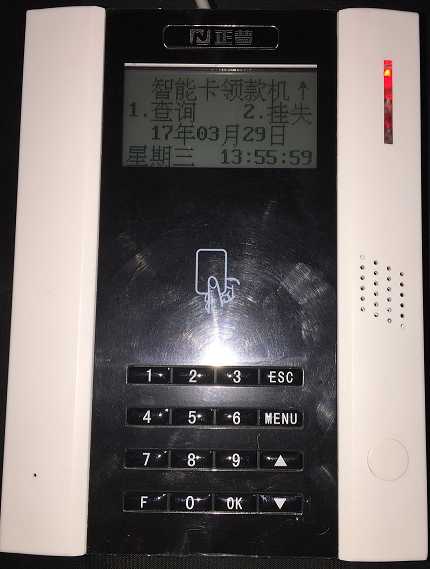 正普
智能卡领款机↑
1.查询 2.挂失
17年03月29日
星期三 13:55:59
1 2 3 ESC
4 5 6 MENU
7 8 9 ▲
F 0 OK ▼